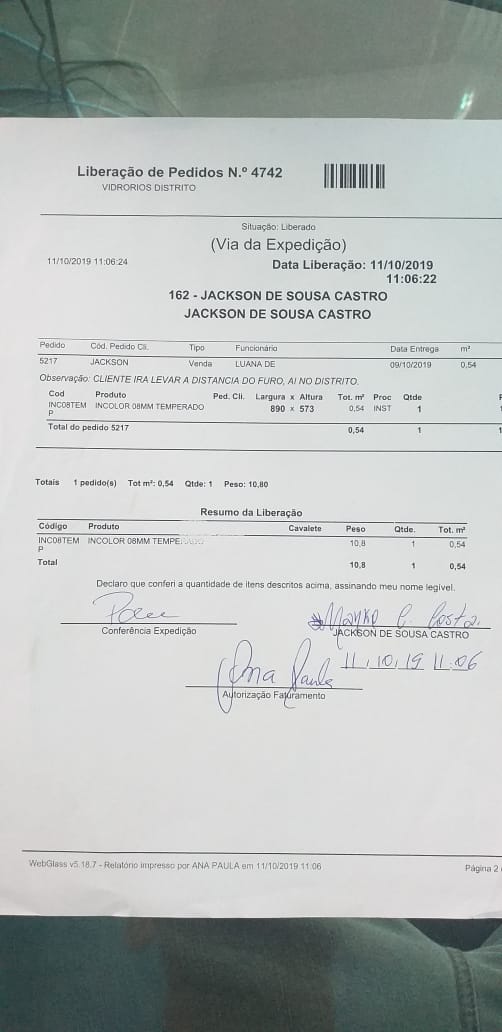 Liberação de Pedidos N.º 4742
VIDRORIOS DISTRITO
Situação: Liberado
(Via da Expedição)
11/10/2019 11:06:24
Data Liberação: 11/10/2019
11:06:22
162 - JACKSON DE SOUSA CASTRO
JACKSON DE SOUSA CASTRO
Pedido Cód. Pedido Cli. Tipo Funcionário Data Entrega m²
5217 JACKSON Venda LUANA DE 09/10/2019 0,54
Observação: CLIENTE IRA LEVAR A DISTANCIA DO FURO, AI NO DISTRITO.
Cod Produto Ped. Cli. Largura x Altura Tot. m² Proc Qtde
INC08TEM INCOLOR 08MM TEMPERADO 890 x 573 0,54 INST 1
P
Total do pedido 5217 0,54 1
Totais 1 pedido(s) Tot m²: 0,54 Qtde: 1 Peso: 10,80
Resumo da Liberação
Código Produto Cavalete Peso Qtde. Tot. m²
INC08TEM INCOLOR 08MM 10,8 1 0,54
P
Total 10,8 1 0,54
Declaro que conferi a quantidade de itens descritos acima, assinando meu nome legível.
Mayko C. Costa.
Conferência Expedição JACKSON DE SOUSA CASTRO
11,10,19 11:06
Ana Paula
Autorização Faturamento
WebGlass v5.18.7 - Relatório impresso por ANA PAULA em 11/10/2019 11:06
Página 2